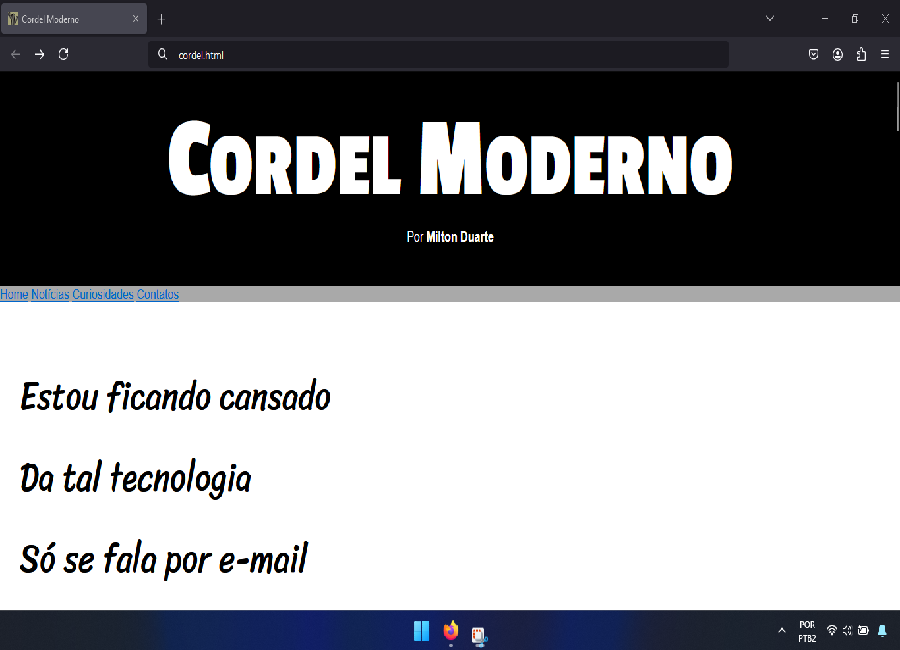 Cordel Moderno
cordel.html
Cordel Moderno
Por Milton Duarte
Home Notícias Curiosidades Contatos
Estou ficando cansado
Da tal tecnologia
Só se fala por e-mail
POR
PTB2